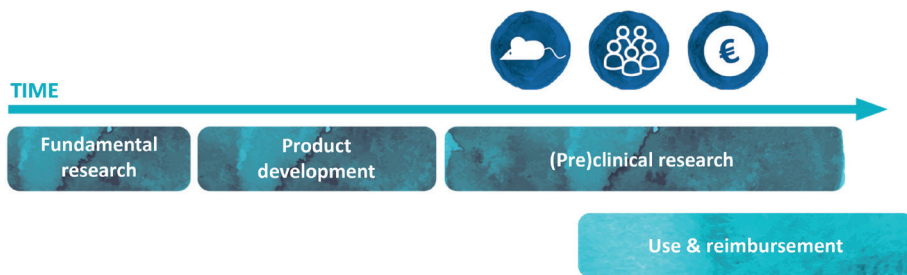 €
TIME
Fundamental
research
Product
development
(Pre)clinical research
Use & reimbursement